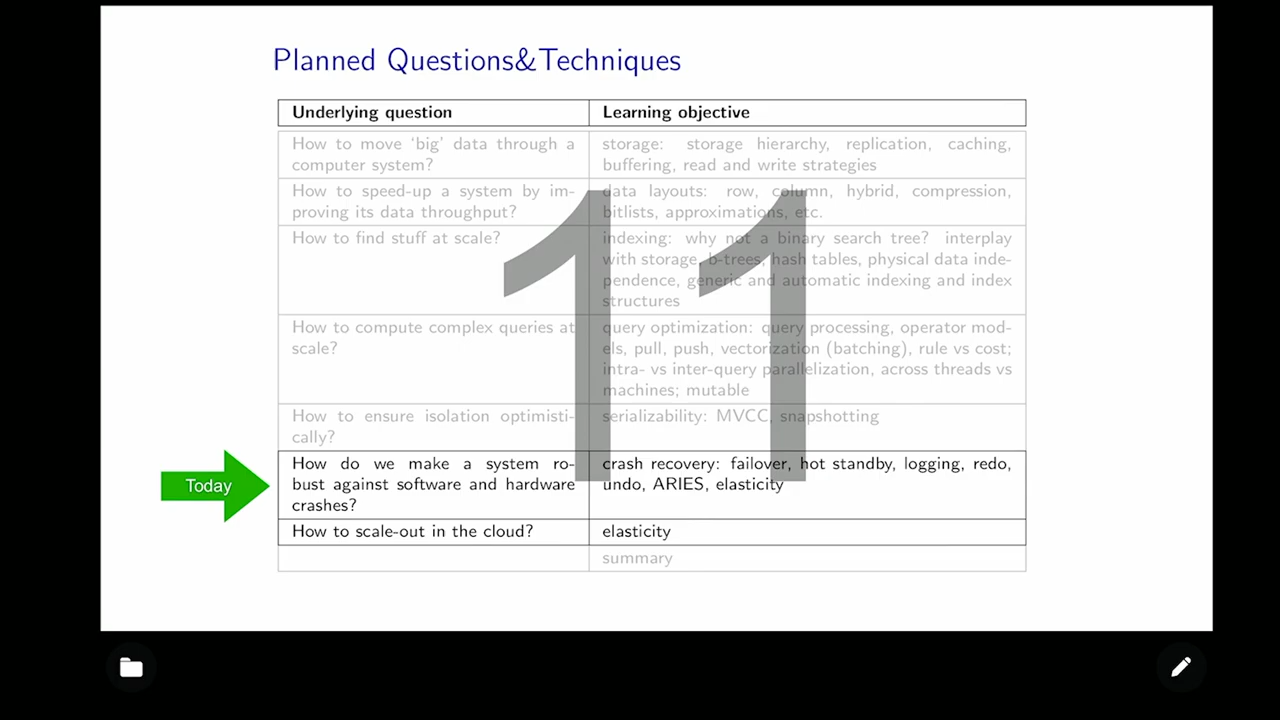 Planned Questions&Techniques
Underlying question
Learning objective
How to move ‘big’ data through a
computer system?
storage: storage hierarchy, replication, caching,
buffering, read and write strategies
How to speed-up a system by im-
proving its data throughput?
data layouts: row, column, hybrid, compression,
bitlists, approximations, etc.
How to find stuff at scale?
indexing: why not a binary search tree? interplay
with storage, b-trees, hash tables, physical data inde-
pendence, generic and automatic indexing and index
structures
How to compute complex queries at
scale?
query optimization: query processing, operator mod-
els, pull, push, vectorization (batching), rule vs cost;
intra- vs inter-query parallelization, across threads vs
machines; mutable
How to ensure isolation optimisti-
cally?
serializability: MVCC, snapshotting
Today
How do we make a system ro-
bust against software and hardware
crashes?
crash recovery: failover, hot standby, logging, redo,
undo, ARIES, elasticity
How to scale-out in the cloud?
elasticity
summary
11